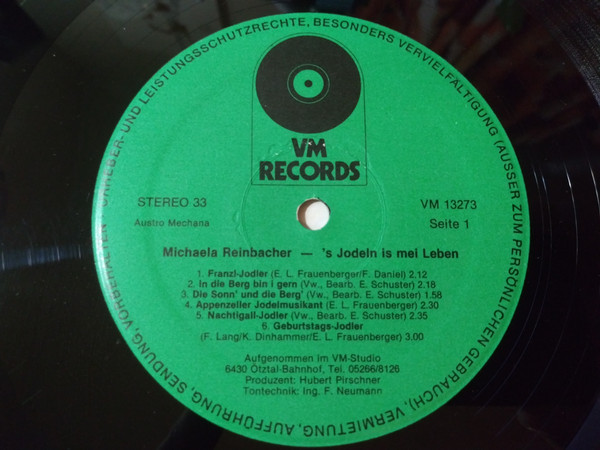 URHEBER- UND LEISTUNGSSCHUTZRECHTE, BESONDERS VERVIELFÄLTIGUNG (AUSSER ZUM PERSÖNLICHEN GEBRAUCH), VERMIETUNG, AUFFÜHRUNG, SENDUNG, VORBEHALTEN
VM
RECORDS
STEREO 33
VM 13273
Austro Mechana
Seite 1
Michaela Reinbacher — 's Jodeln is mei Leben
1. Franzl-Jodler (E. L. Frauenberger/F. Daniel) 2.12
2. In die Berg bin i gern (Vw., Bearb. E. Schuster) 2.18
3. Die Sonn' und die Berg' (Vw., Bearb. E. Schuster) 1.58
4. Appenzeller Jodelmusikant (E. L. Frauenberger) 2.30
5. Nachtigall-Jodler (Vw., Bearb. E. Schuster) 2.35
6. Geburtstags-Jodler
(F. Lang/K. Dinhammer/E. L. Frauenberger) 3.00
Aufgenommen im VM-Studio
6430 Ötztal-Bahnhof, Tel. 05266/8126
Produzent: Hubert Pirschner
Tontechnik: Ing. F. Neumann